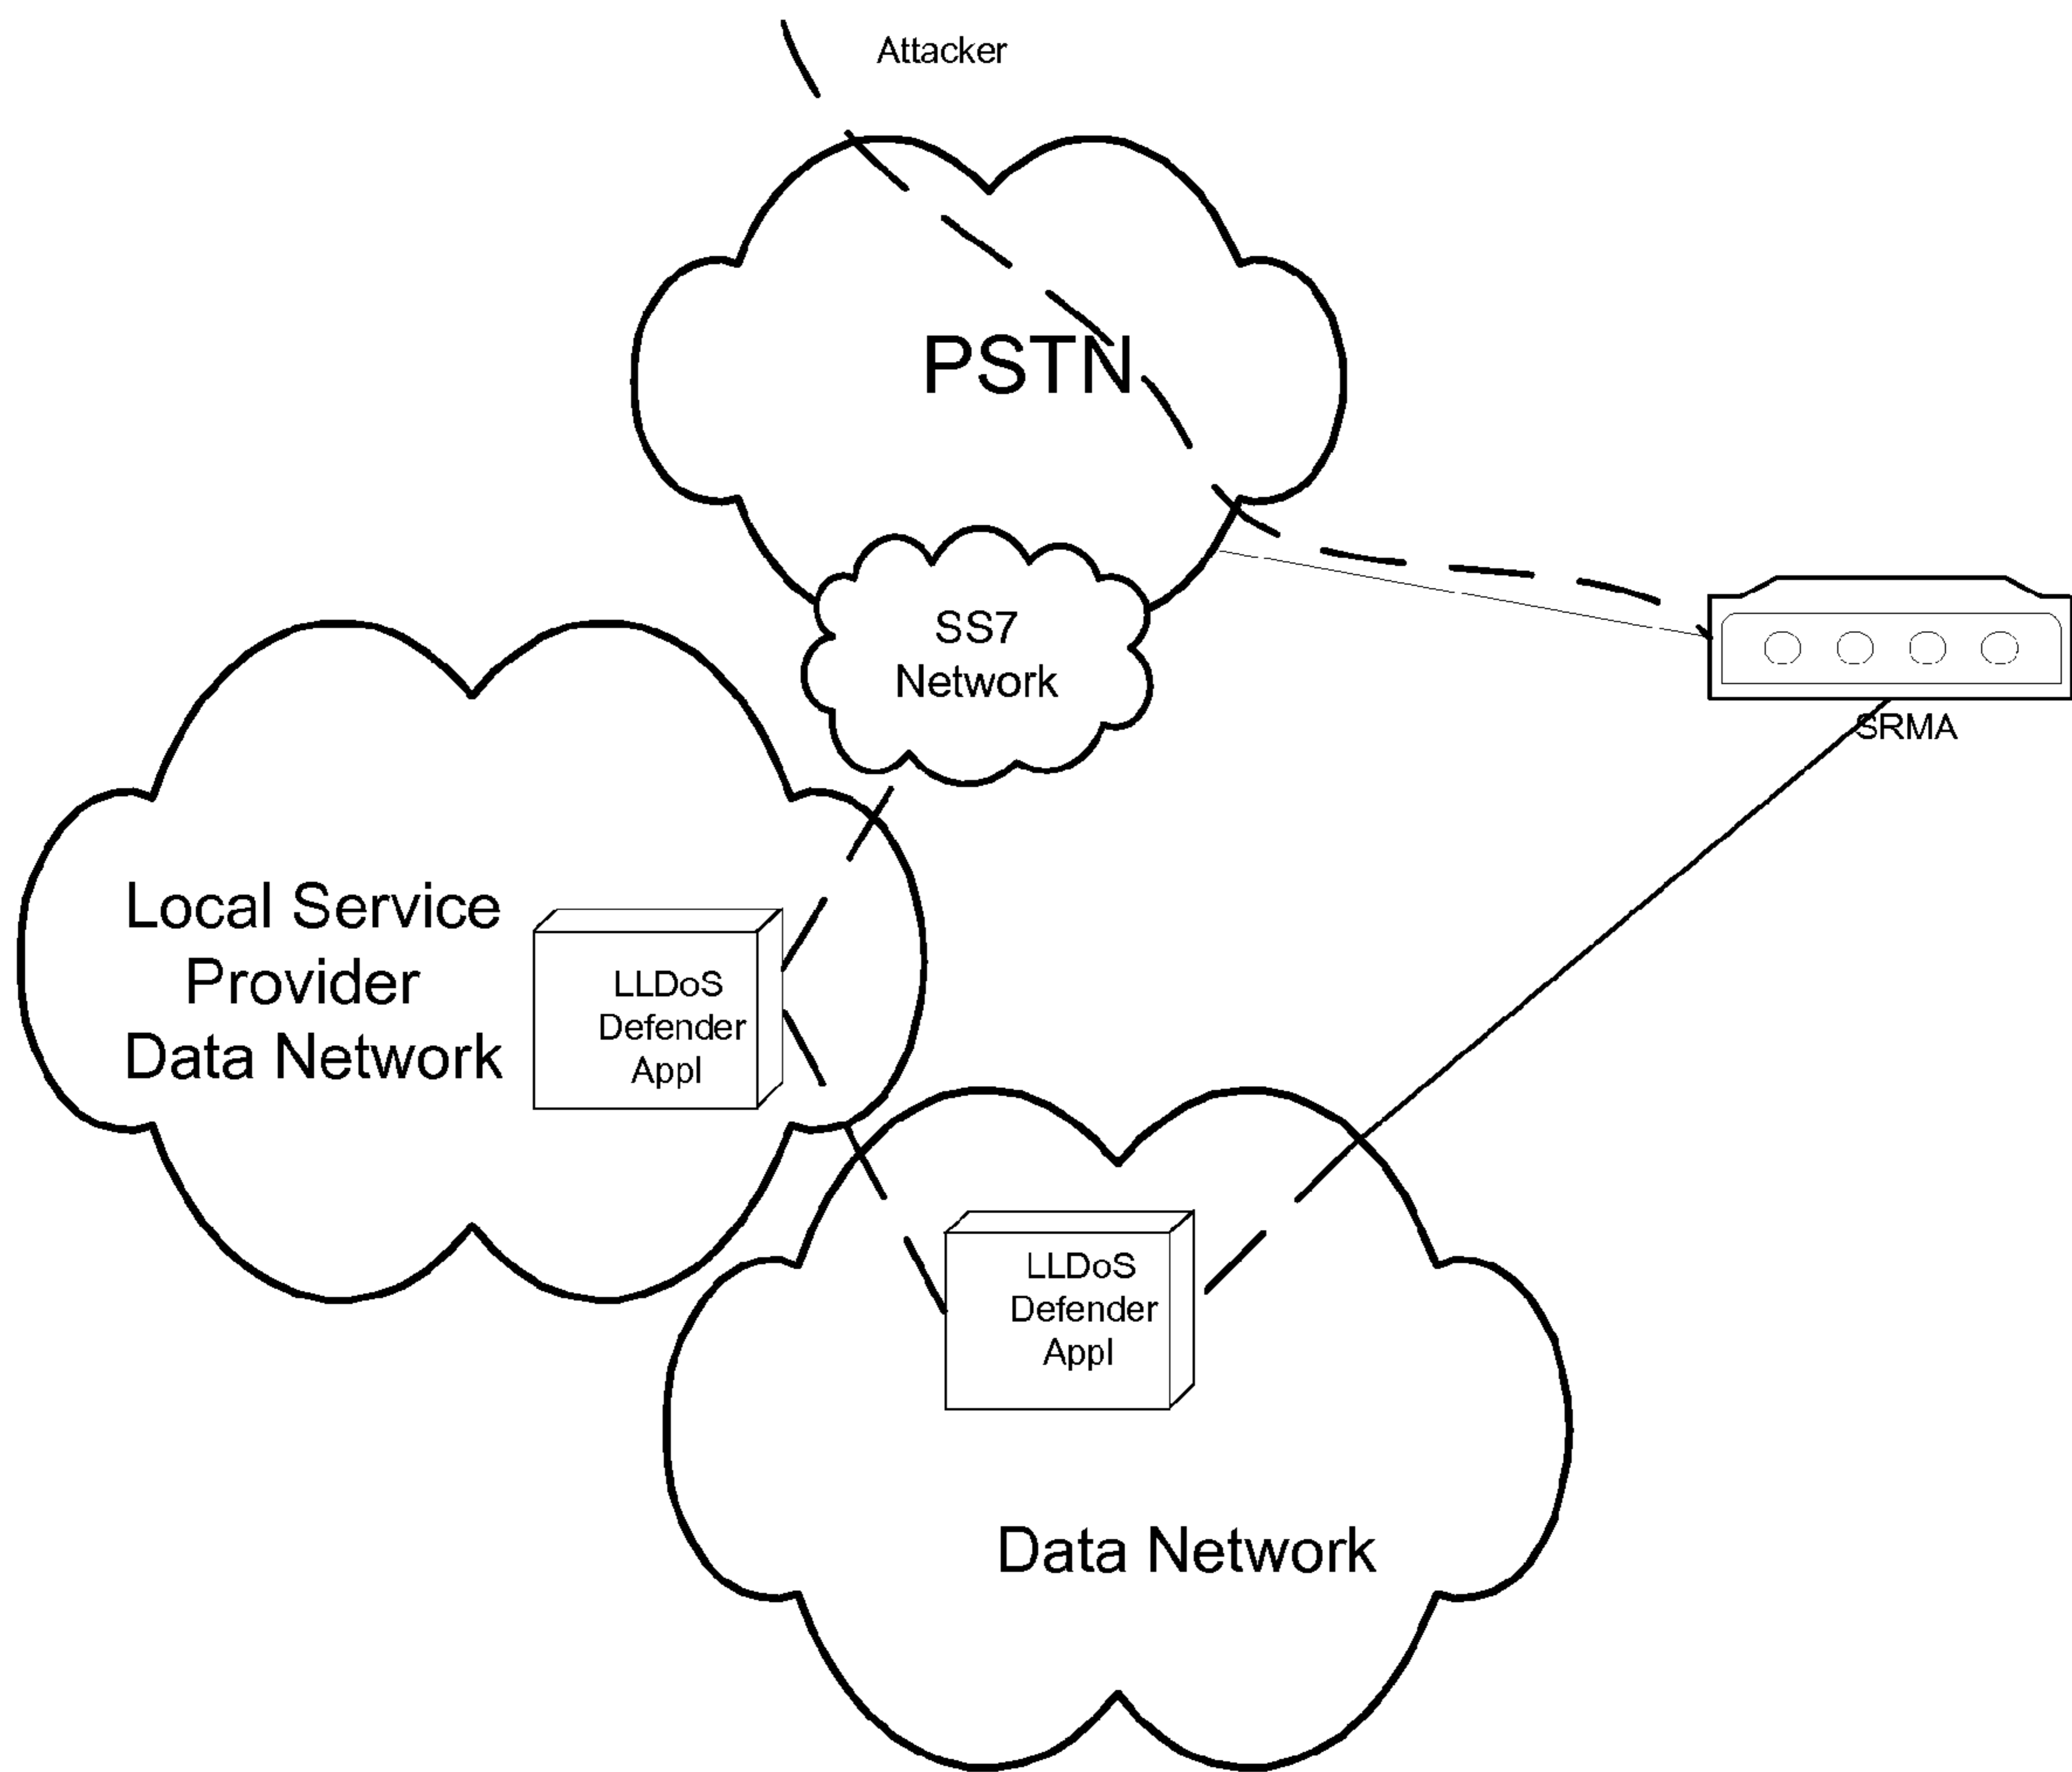 Attacker
PSTN
SS7
Network
SRMA
Local Service
Provider
Data Network
LLDoS
Defender
Appl
LLDoS
Defender
Appl
Data Network